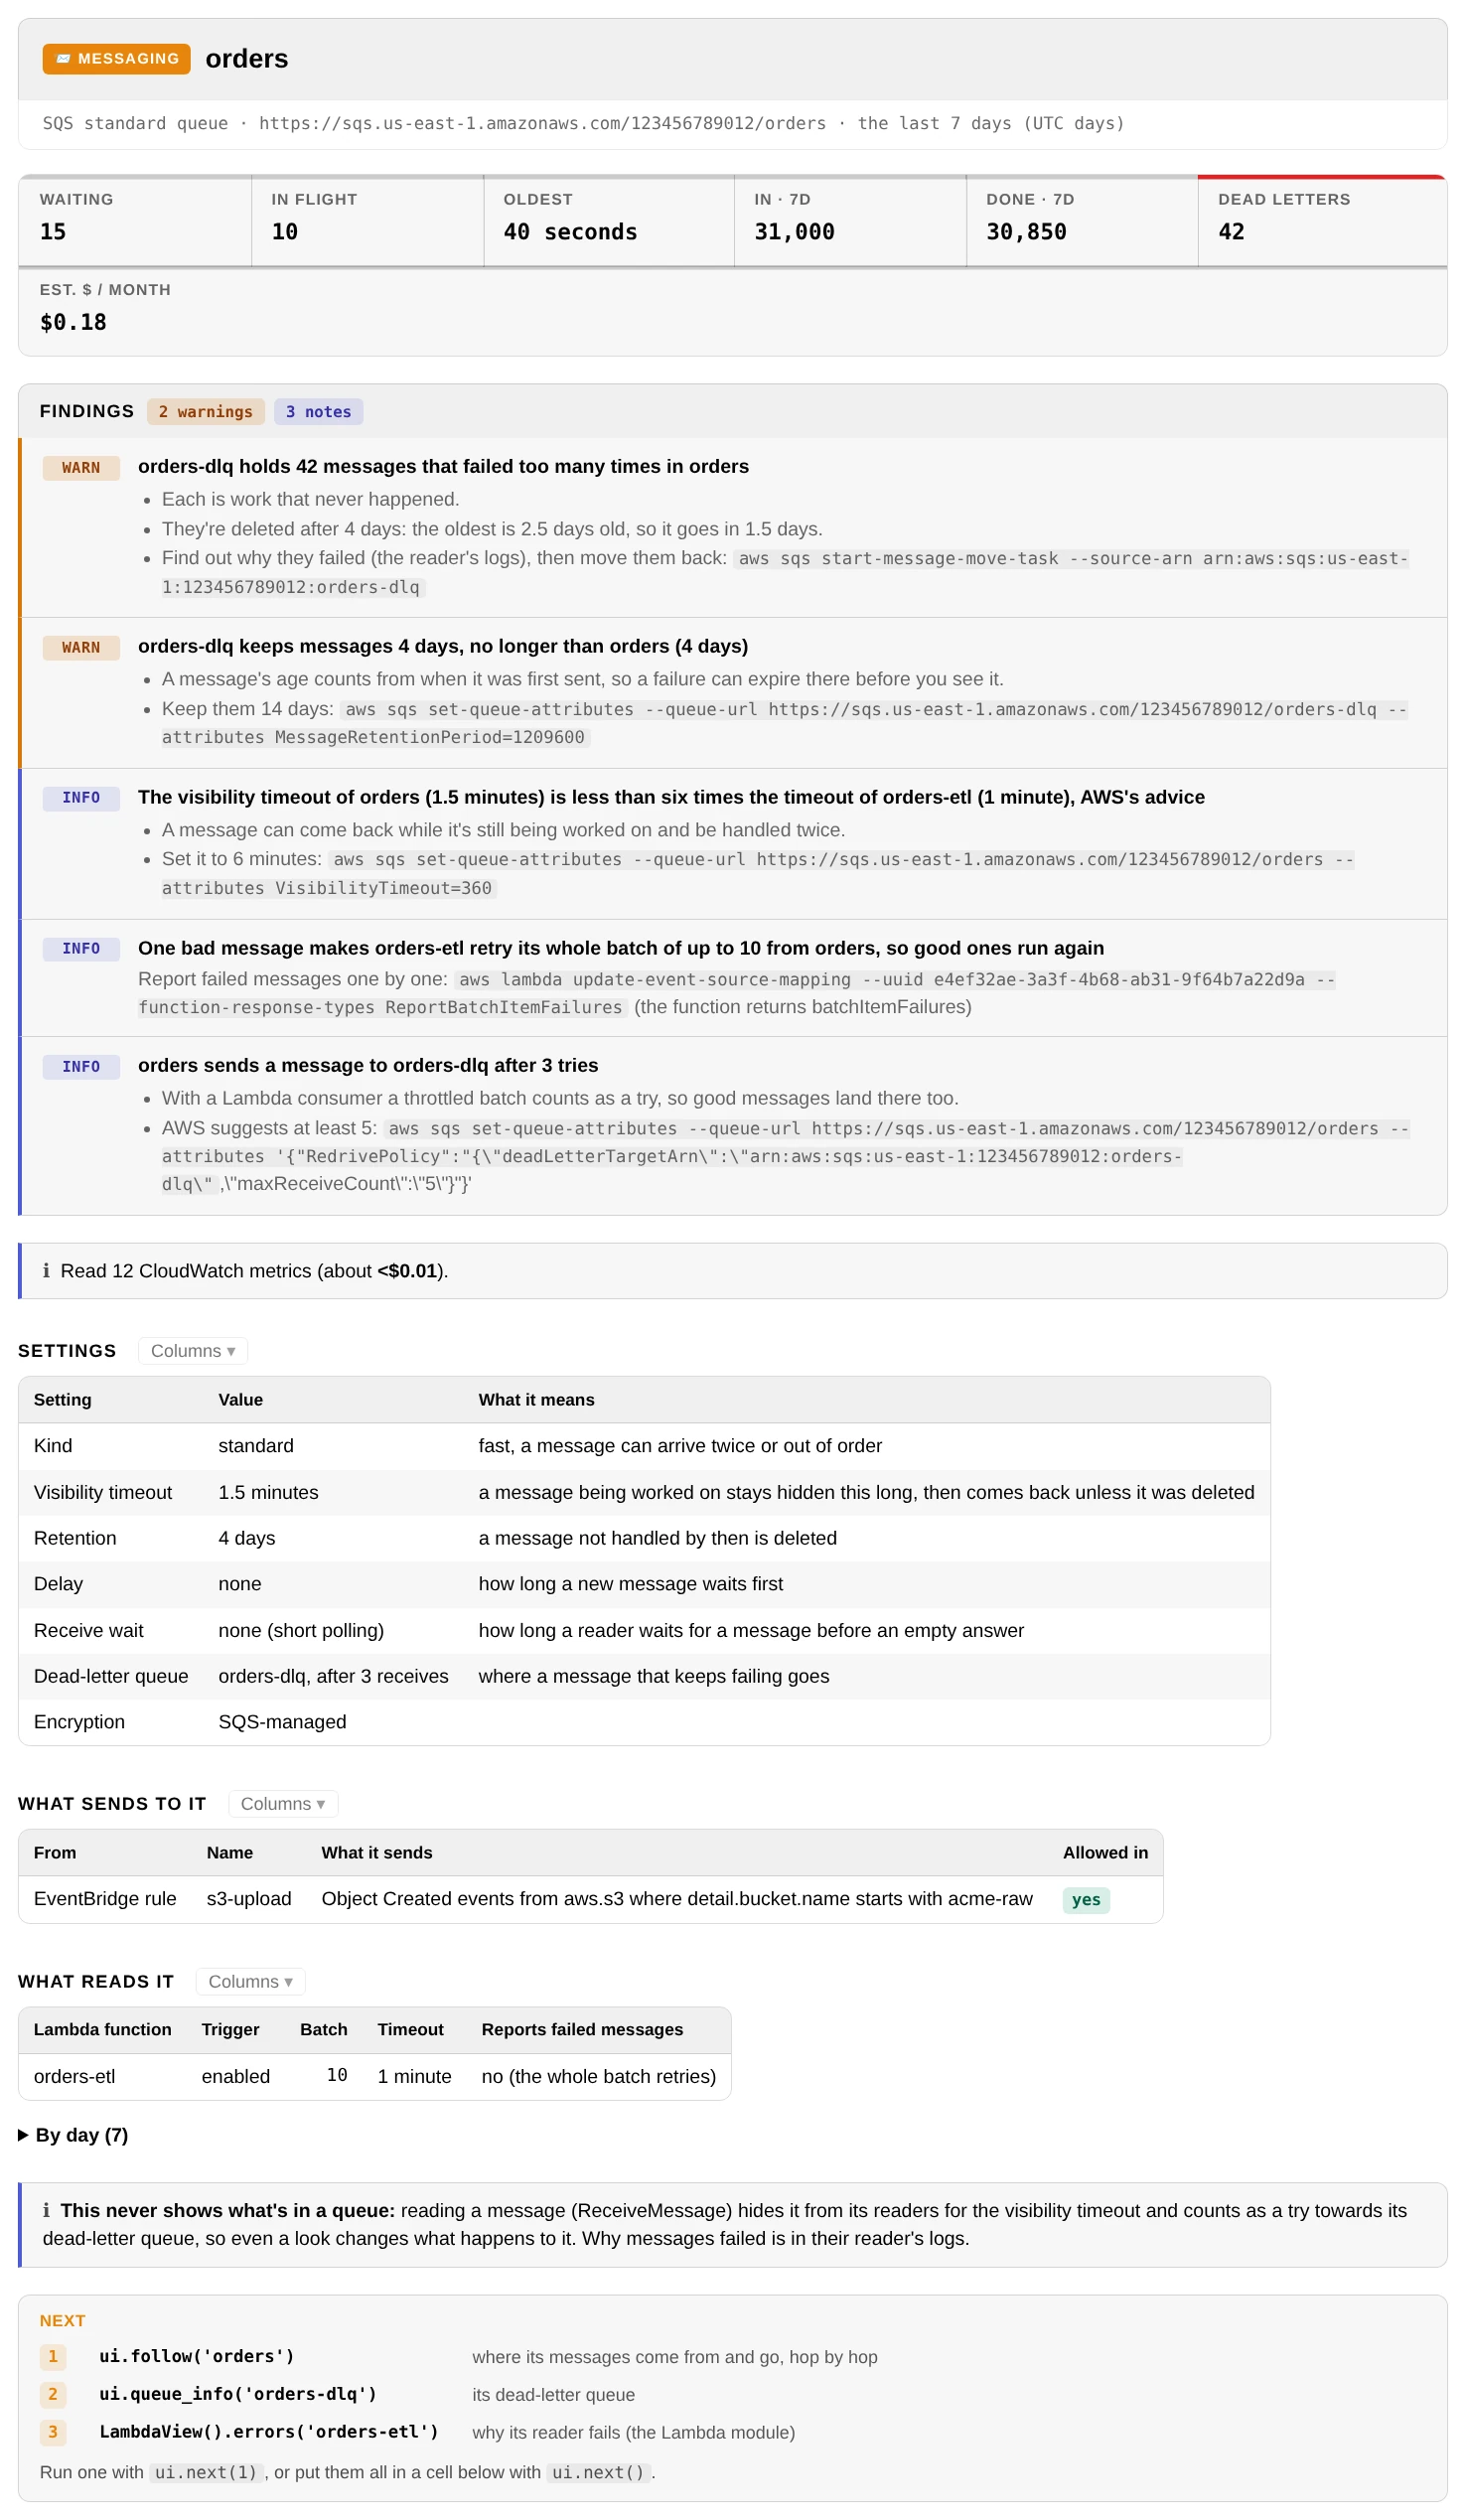 📨 MESSAGING orders
SQS standard queue · https://sqs.us-east-1.amazonaws.com/123456789012/orders · the last 7 days (UTC days)
WAITING
15
IN FLIGHT
10
OLDEST
40 seconds
IN · 7D
31,000
DONE · 7D
30,850
DEAD LETTERS
42
EST. $ / MONTH
$0.18
FINDINGS 2 warnings 3 notes
WARN orders-dlq holds 42 messages that failed too many times in orders
• Each is work that never happened.
• They're deleted after 4 days: the oldest is 2.5 days old, so it goes in 1.5 days.
• Find out why they failed (the reader's logs), then move them back: aws sqs start-message-move-task --source-arn arn:aws:sqs:us-east-
1:123456789012:orders-dlq
WARN orders-dlq keeps messages 4 days, no longer than orders (4 days)
• A message's age counts from when it was first sent, so a failure can expire there before you see it.
• Keep them 14 days: aws sqs set-queue-attributes --queue-url https://sqs.us-east-1.amazonaws.com/123456789012/orders-dlq --
attributes MessageRetentionPeriod=1209600
INFO The visibility timeout of orders (1.5 minutes) is less than six times the timeout of orders-etl (1 minute), AWS's advice
• A message can come back while it's still being worked on and be handled twice.
• Set it to 6 minutes: aws sqs set-queue-attributes --queue-url https://sqs.us-east-1.amazonaws.com/123456789012/orders --
attributes VisibilityTimeout=360
INFO One bad message makes orders-etl retry its whole batch of up to 10 from orders, so good ones run again
Report failed messages one by one: aws lambda update-event-source-mapping --uuid e4ef32ae-3a3f-4b68-ab31-9f64b7a22d9a --
function-response-types ReportBatchItemFailures (the function returns batchItemFailures)
INFO orders sends a message to orders-dlq after 3 tries
• With a Lambda consumer a throttled batch counts as a try, so good messages land there too.
• AWS suggests at least 5: aws sqs set-queue-attributes --queue-url https://sqs.us-east-1.amazonaws.com/123456789012/orders --
attributes '{"RedrivePolicy":"{\"deadLetterTargetArn\":\"arn:aws:sqs:us-east-1:123456789012:orders-
dlq\",\"maxReceiveCount\":\"5\"}"}'
ℹ Read 12 CloudWatch metrics (about <$0.01).
SETTINGS Columns ▾
Setting Value What it means
Kind standard fast, a message can arrive twice or out of order
Visibility timeout 1.5 minutes a message being worked on stays hidden this long, then comes back unless it was deleted
Retention 4 days a message not handled by then is deleted
Delay none how long a new message waits first
Receive wait none (short polling) how long a reader waits for a message before an empty answer
Dead-letter queue orders-dlq, after 3 receives where a message that keeps failing goes
Encryption SQS-managed
WHAT SENDS TO IT Columns ▾
From Name What it sends Allowed in
EventBridge rule s3-upload Object Created events from aws.s3 where detail.bucket.name starts with acme-raw yes
WHAT READS IT Columns ▾
Lambda function Trigger Batch Timeout Reports failed messages
orders-etl enabled 10 1 minute no (the whole batch retries)
▶ By day (7)
ℹ This never shows what's in a queue: reading a message (ReceiveMessage) hides it from its readers for the visibility timeout and counts as a try towards its
dead-letter queue, so even a look changes what happens to it. Why messages failed is in their reader's logs.
NEXT
1 ui.follow('orders') where its messages come from and go, hop by hop
2 ui.queue_info('orders-dlq') its dead-letter queue
3 LambdaView().errors('orders-etl') why its reader fails (the Lambda module)
Run one with ui.next(1), or put them all in a cell below with ui.next().